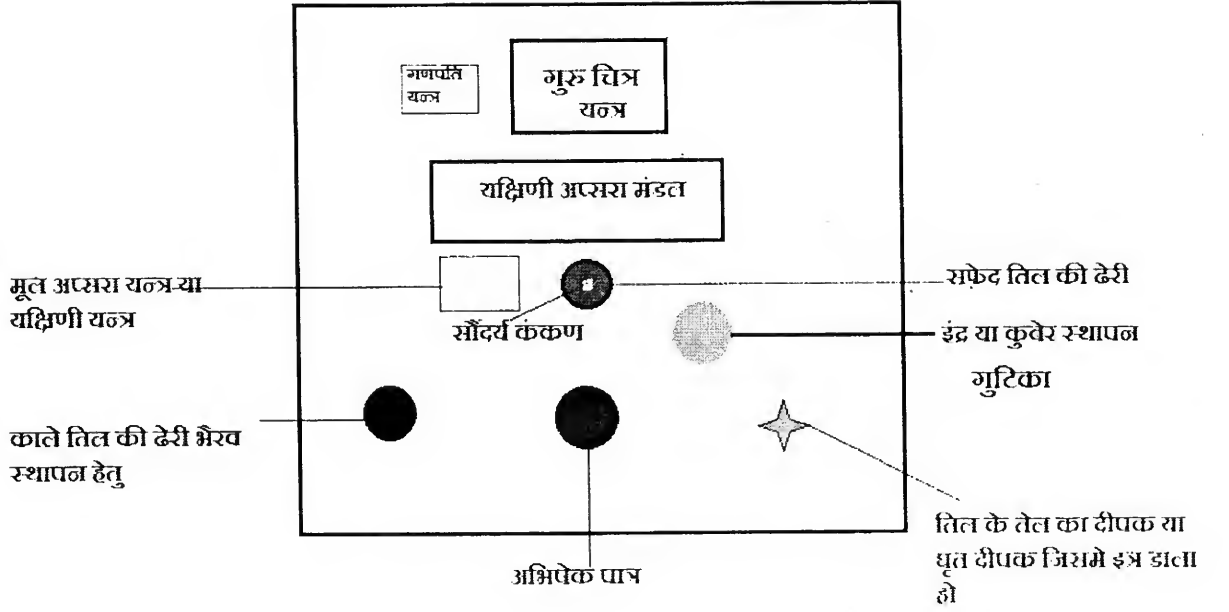 गणपति
यन्त्र
गुरु चित्र
यन्त्र
यक्षिणी अप्सरा मंडल
मूल अप्सरा यन्त्र या
यक्षिणी यन्त्र
सौंदर्य कंकण
सफेद तिल की ढेरी
इंद्र या कुवेर स्थापन
गुटिका
काले तिल की ढेरी भैरव
स्थापन हेतु
अभिषेक पात्र
तिल के तेल का दीपक या
घृत दीपक जिसमे इत्र डाला
हो